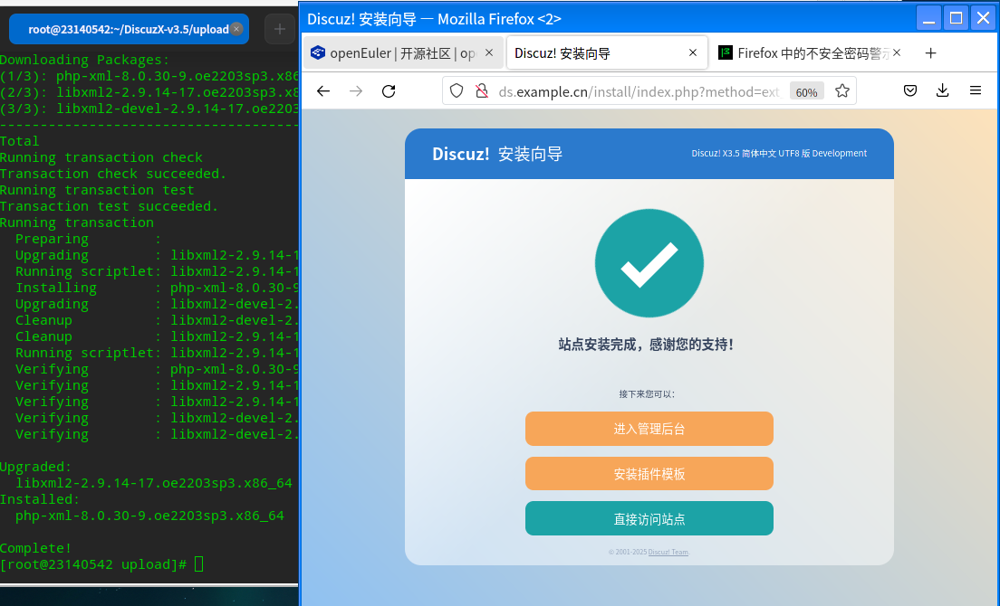 root@23140542:~/DiscuzX-v3.5/upload
Downloading Packages:
(1/3): php-xml-8.0.30-9.oe2203sp3.x86
(2/3): libxml2-2.9.14-17.oe2203sp3.x8
(3/3): libxml2-devel-2.9.14-17.oe2203
--------------------------------------
Total
Running transaction check
Transaction check succeeded.
Running transaction test
Transaction test succeeded.
Running transaction
Preparing        :
Upgrading        : libxml2-2.9.14-1
Running scriptlet: libxml2-2.9.14-1
Installing       : php-xml-8.0.30-9
Upgrading        : libxml2-devel-2.
Cleanup          : libxml2-devel-2.
Cleanup          : libxml2-2.9.14-1
Running scriptlet: libxml2-2.9.14-1
Verifying        : php-xml-8.0.30-9
Verifying        : libxml2-2.9.14-1
Verifying        : libxml2-2.9.14-1
Verifying        : libxml2-devel-2.
Verifying        : libxml2-devel-2.
Upgraded:
libxml2-2.9.14-17.oe2203sp3.x86_64
Installed:
php-xml-8.0.30-9.oe2203sp3.x86_64
Complete!
[root@23140542 upload]#
Discuz! 安装向导 — Mozilla Firefox <2>
openEuler | 开源社区 | op
Discuz! 安装向导
Firefox 中的不安全密码警示
ds.example.cn/install/index.php?method=ext
60%
Discuz! 安装向导
Discuz! X3.5 简体中文 UTF8 版 Development
站点安装完成，感谢您的支持！
接下来您可以：
进入管理后台
安装插件模板
直接访问站点
© 2001-2025 Discuz! Team.